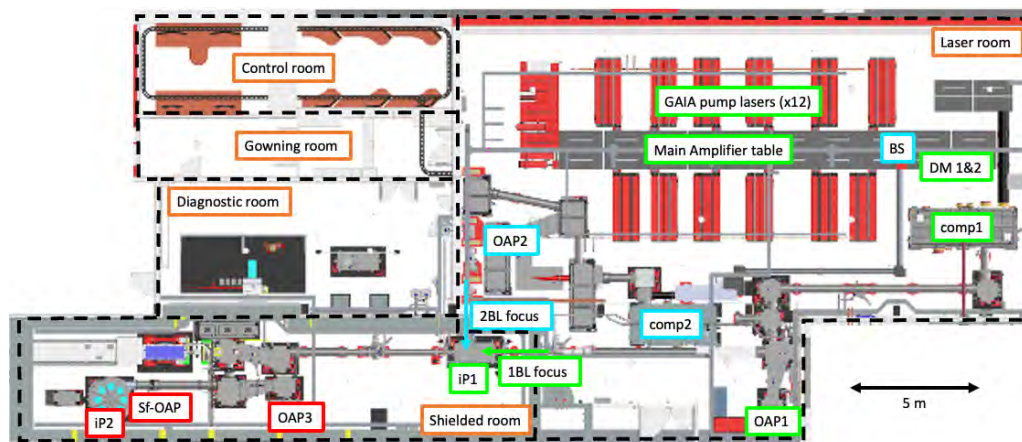 Laser room
Control room
GAIA pump lasers (x12)
Gowning room
Main Amplifier table
BS
DM 1&2
Diagnostic room
comp1
OAP2
2BL focus
comp2
iP1
1BL focus
5 m
Sf-OAP
iP2
OAP3
Shielded room
OAP1